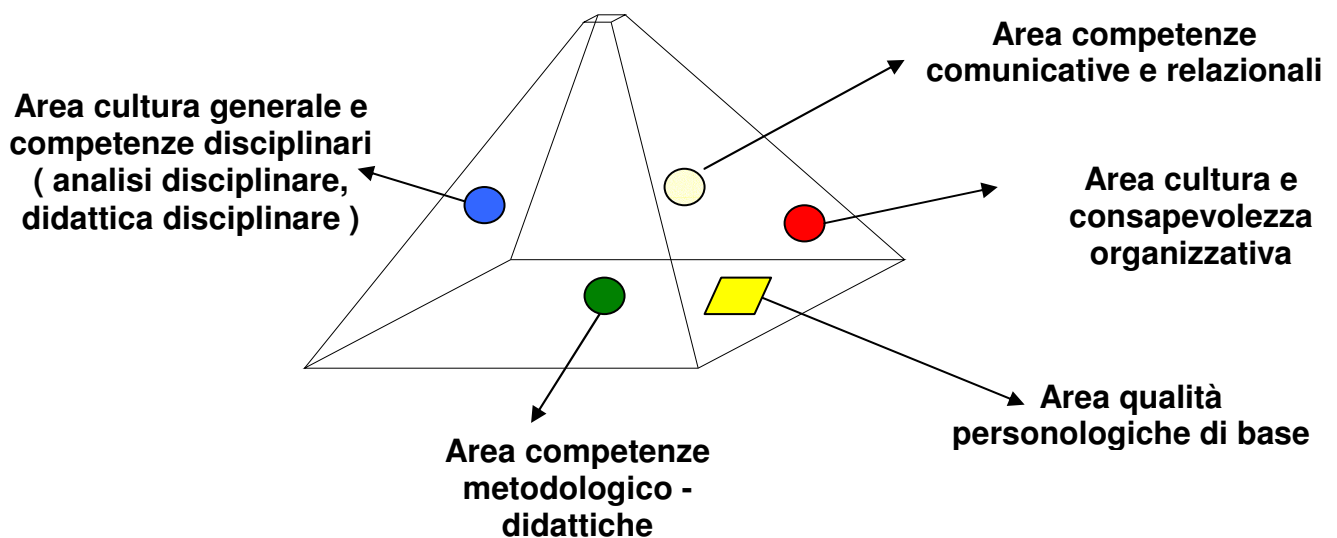 Area competenze
comunicative e relazionali
Area cultura generale e
competenze disciplinari
( analisi disciplinare,
didattica disciplinare )
Area cultura e
consapevolezza
organizzativa
Area qualità
personologiche di base
Area competenze
metodologico -
didattiche